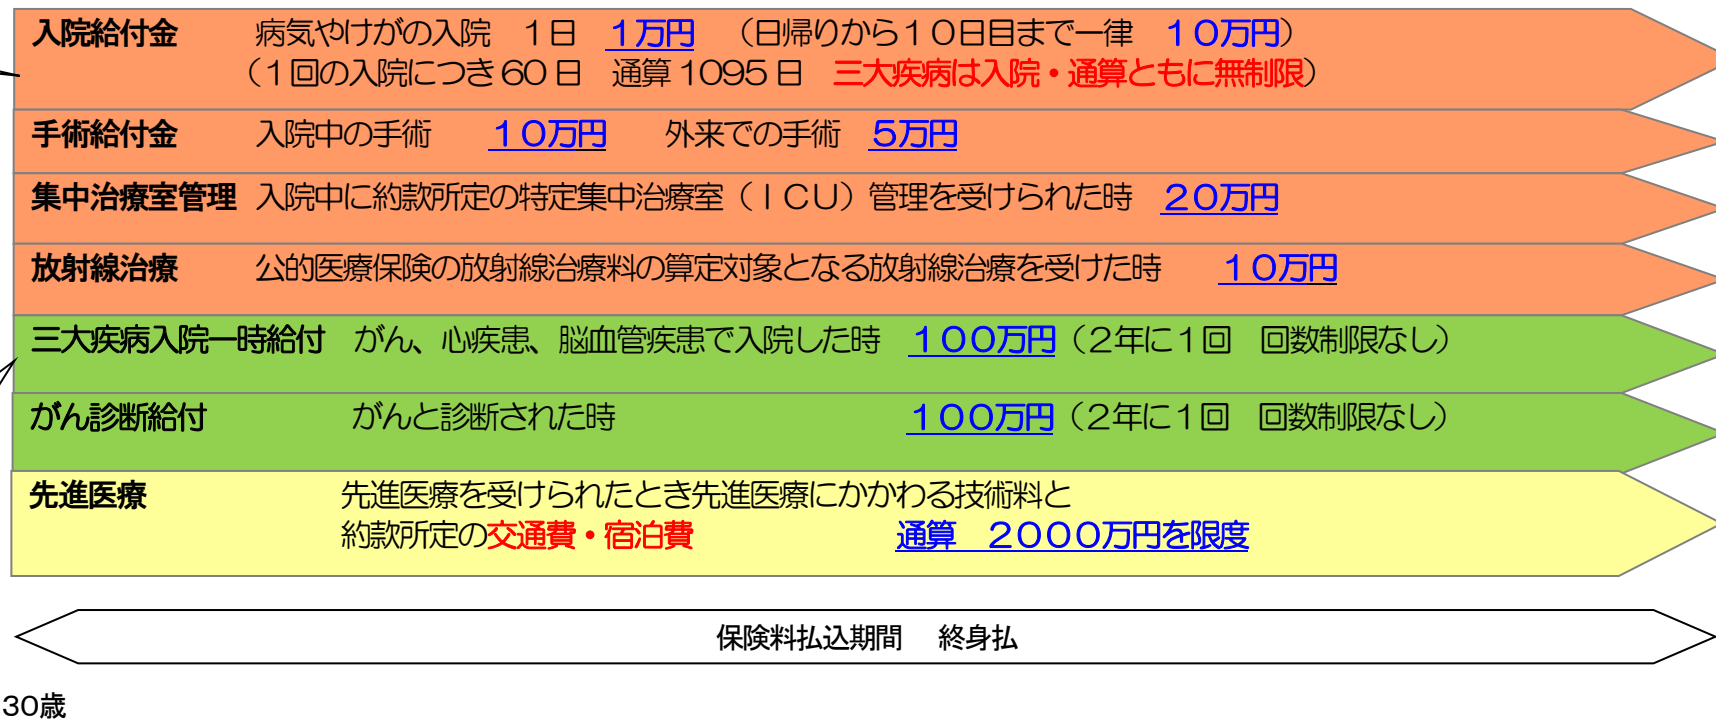 入院給付金　病気やけがの入院　１日　１万円　（日帰りから１０日目まで一律　１０万円）
（１回の入院につき60日　通算1095日　三大疾病は入院・通算ともに無制限）
手術給付金　入院中の手術　１０万円　外来での手術　５万円
集中治療室管理　入院中に約款所定の特定集中治療室（ＩＣＵ）管理を受けられた時　２０万円
放射線治療　公的医療保険の放射線治療料の算定対象となる放射線治療を受けた時　１０万円
三大疾病入院一時給付　がん、心疾患、脳血管疾患で入院した時　１００万円（２年に１回　回数制限なし）
がん診断給付　がんと診断された時　１００万円（２年に１回　回数制限なし）
先進医療　先進医療を受けられたとき先進医療にかかわる技術料と
約款所定の交通費・宿泊費　通算　２０００万円を限度
保険料払込期間　終身払
30歳